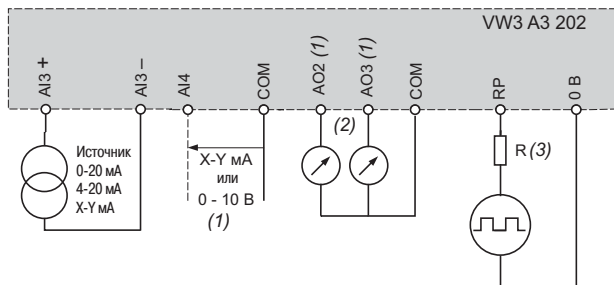 VW3 A3 202
AI3 +
AI3 –
AI4
COM
AO2 (1)
AO3 (1)
COM
RP
0 В
Источник
0-20 мА
4-20 мА
X-Y мА
X-Y мА
или
0 - 10 В
(1)
(2)
R (3)